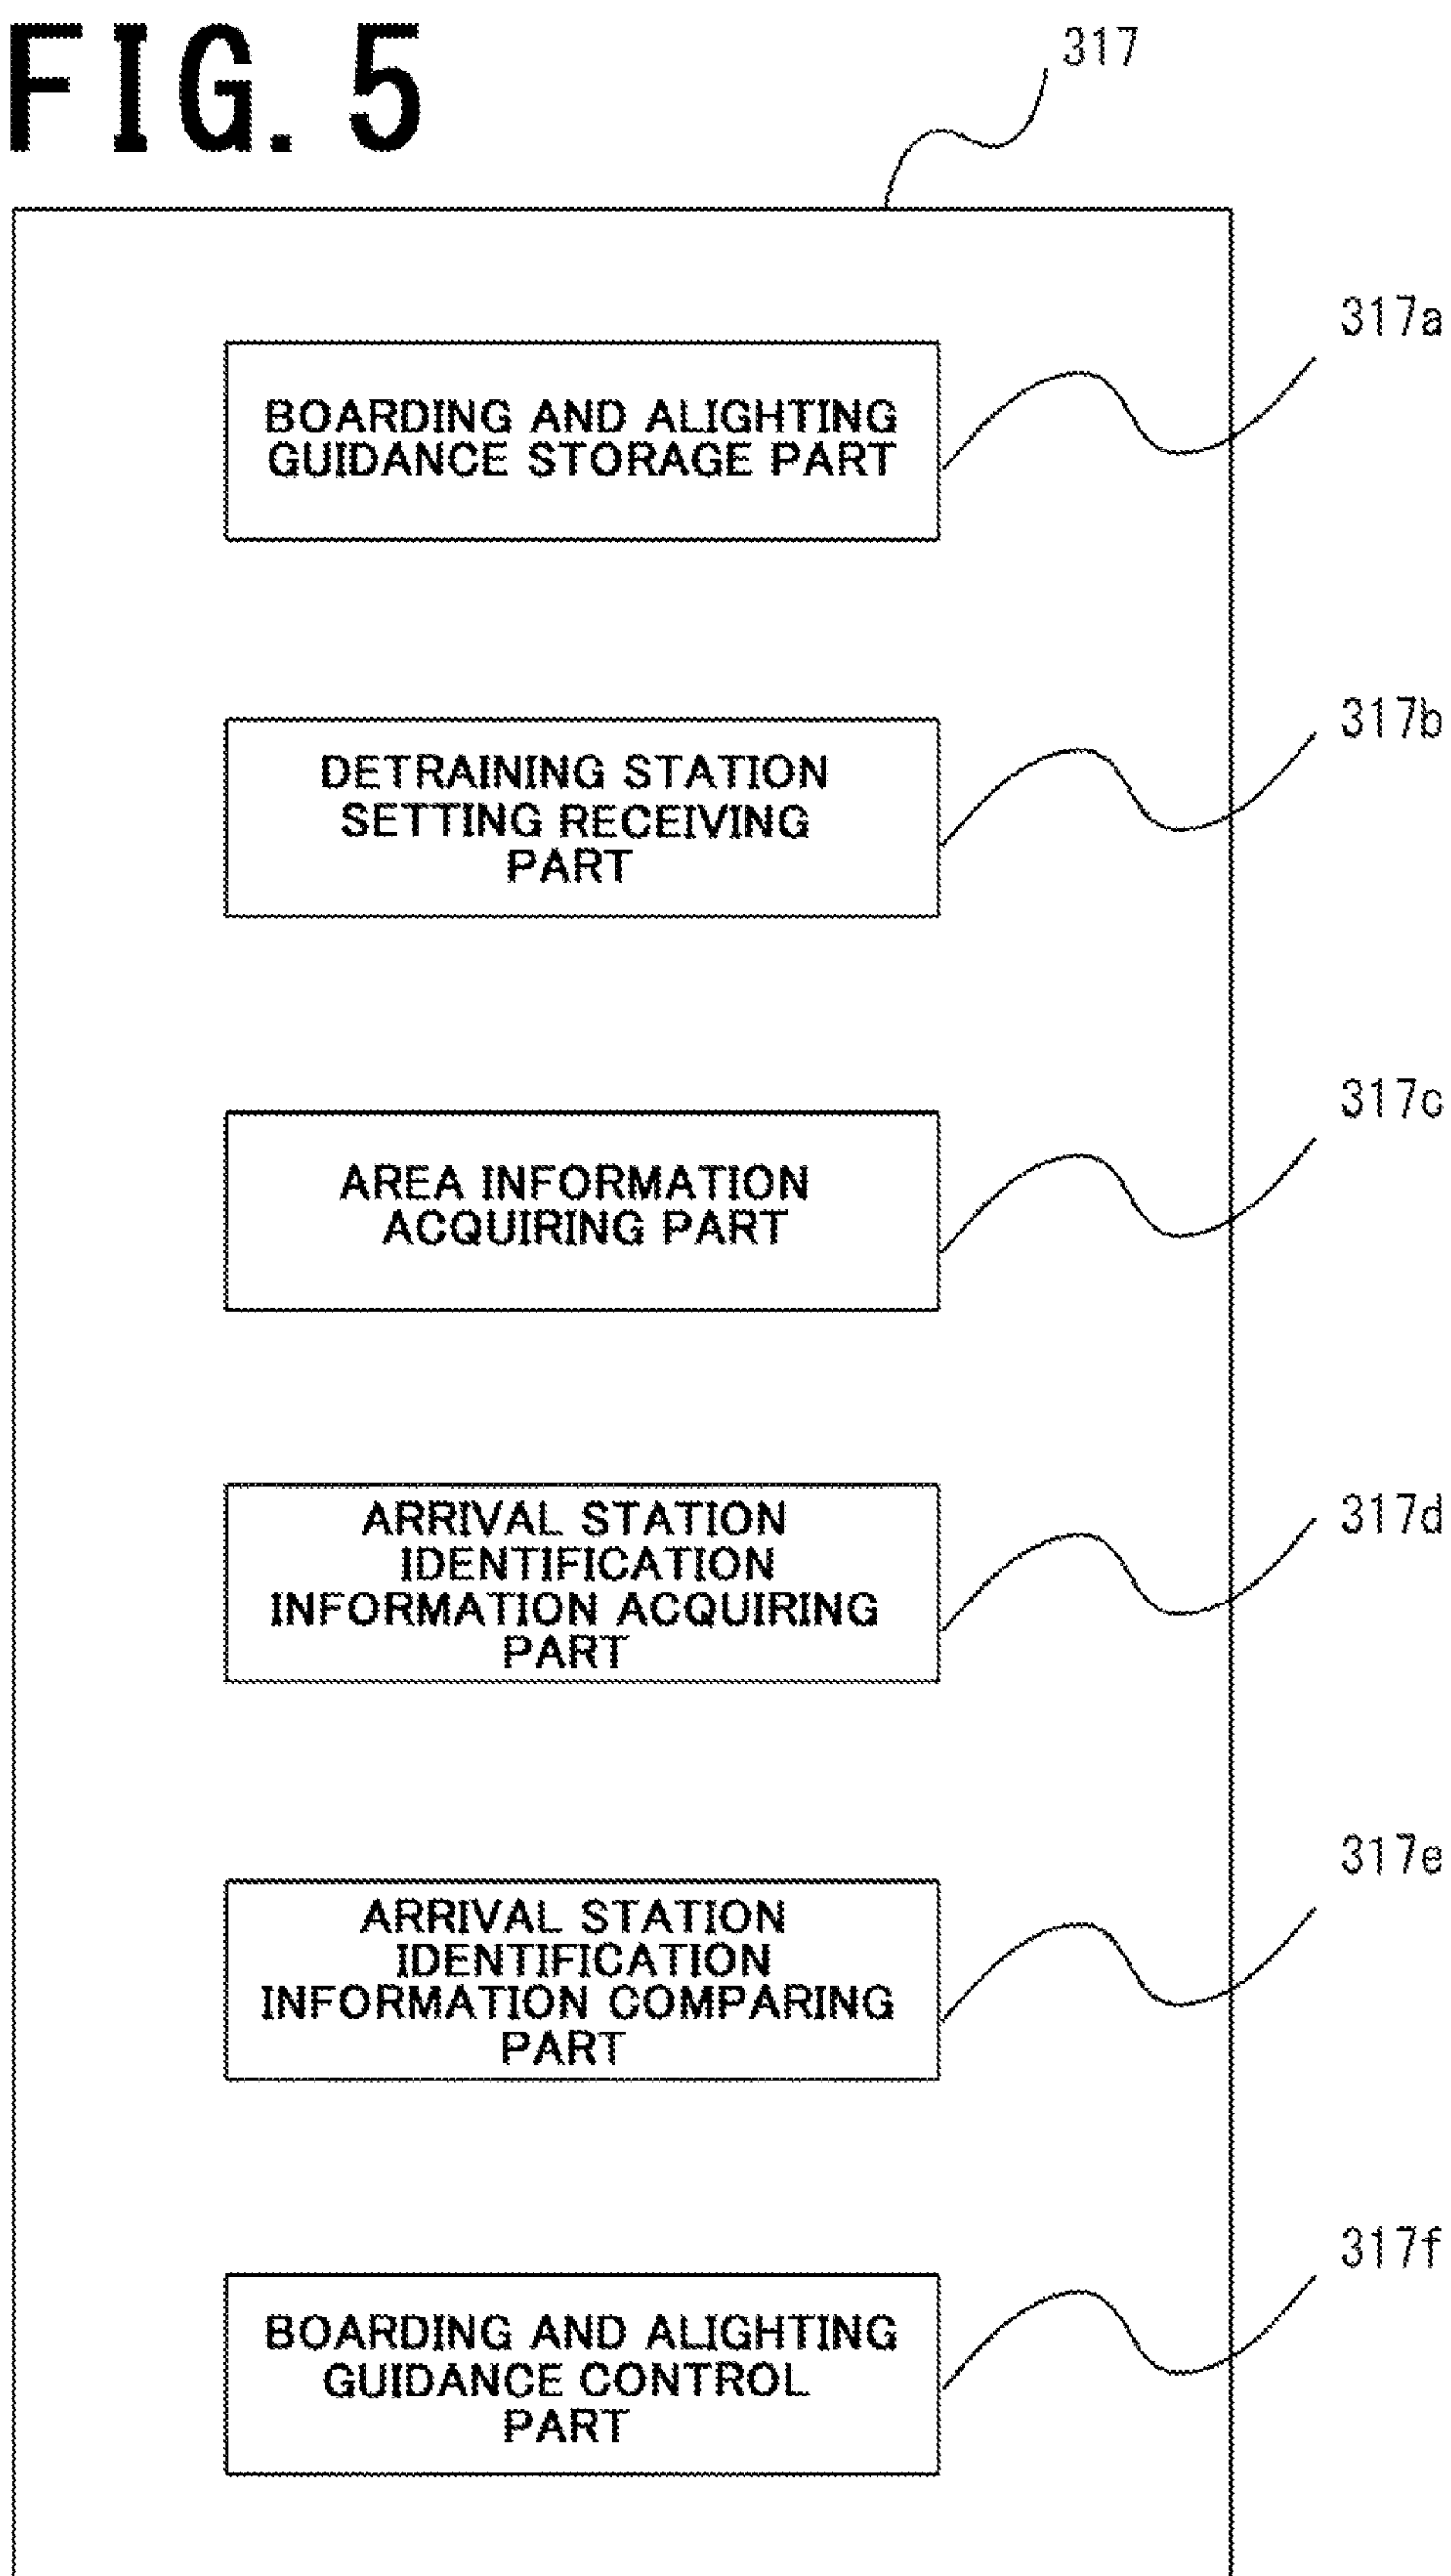 FIG. 5
317
317a
BOARDING AND ALIGHTING
GUIDANCE STORAGE PART
317b
DETRAINING STATION
SETTING RECEIVING
PART
317c
AREA INFORMATION
ACQUIRING PART
317d
ARRIVAL STATION
IDENTIFICATION
INFORMATION ACQUIRING
PART
317e
ARRIVAL STATION
IDENTIFICATION
INFORMATION COMPARING
PART
317f
BOARDING AND ALIGHTING
GUIDANCE CONTROL
PART